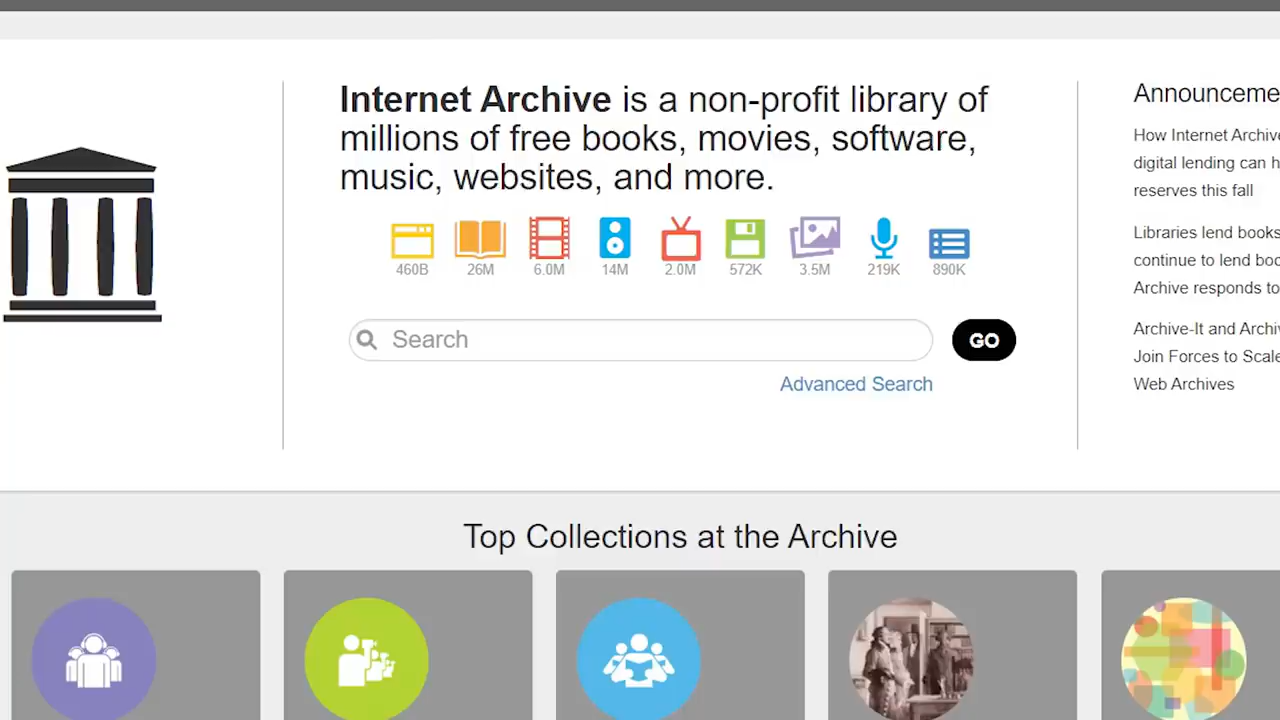 Internet Archive is a non-profit library of
millions of free books, movies, software,
music, websites, and more.
460B 26M 6.0M 14M 2.0M 572K 3.5M 219K 890K
Search
GO
Advanced Search
Announceme
How Internet Archive
digital lending can h
reserves this fall
Libraries lend books
continue to lend boo
Archive responds to
Archive-It and Archi
Join Forces to Scale
Web Archives
Top Collections at the Archive